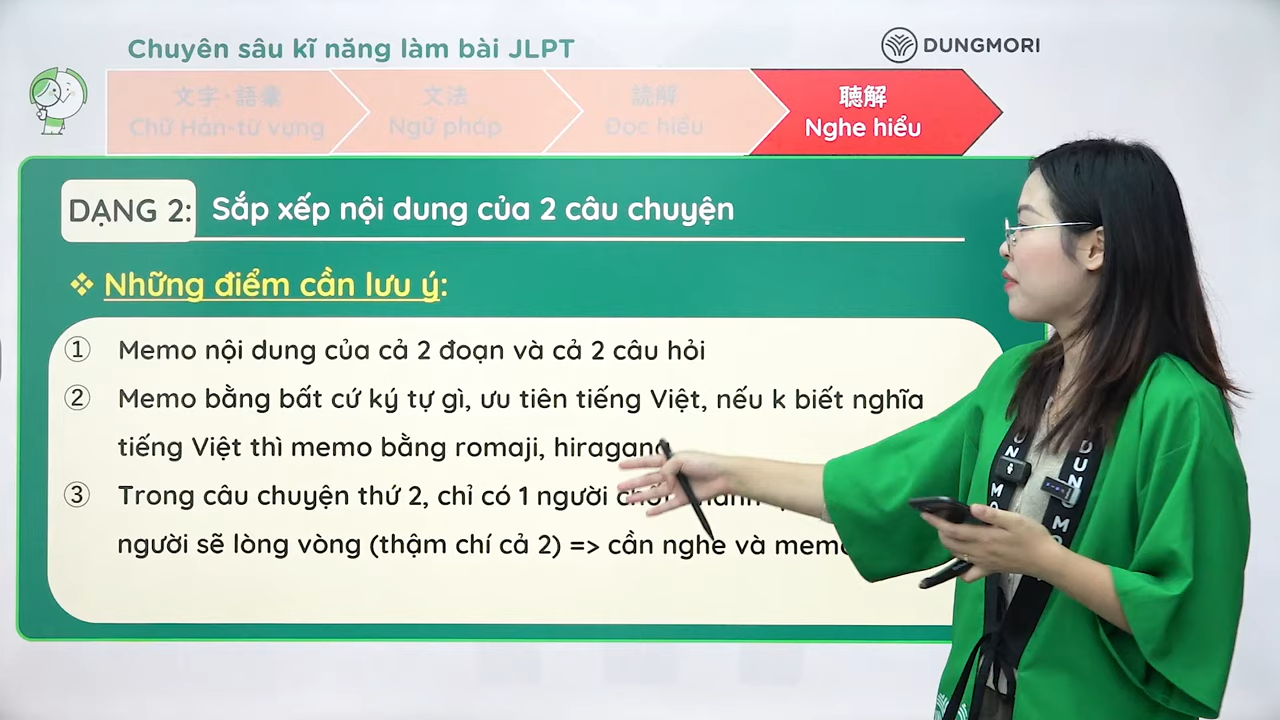 Chuyên sâu kĩ năng làm bài JLPT
DUNGMORI
文字・語彙
Chữ Hán-từ vựng
文法
Ngữ pháp
読解
Đọc hiểu
聴解
Nghe hiểu
DẠNG 2:
Sắp xếp nội dung của 2 câu chuyện
❖ Những điểm cần lưu ý:
① Memo nội dung của cả 2 đoạn và cả 2 câu hỏi
② Memo bằng bất cứ ký tự gì, ưu tiên tiếng Việt, nếu k biết nghĩa
tiếng Việt thì memo bằng romaji, hiragana
③ Trong câu chuyện thứ 2, chỉ có 1 người
người sẽ lòng vòng (thậm chí cả 2) => cần nghe và memo